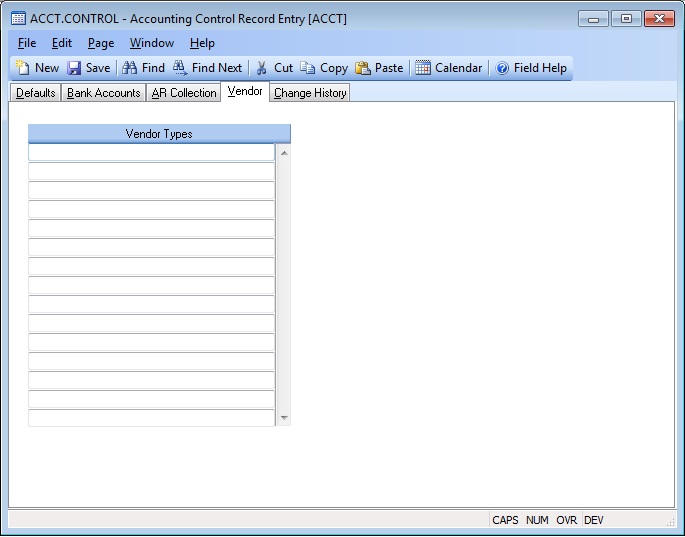 ACCT.CONTROL - Accounting Control Record Entry [ACCT]
File Edit Page Window Help
New Save Find Find Next Cut Copy Paste Calendar Field Help
Defaults Bank Accounts AR Collection Vendor Change History
Vendor Types
CAPS NUM OVR DEV